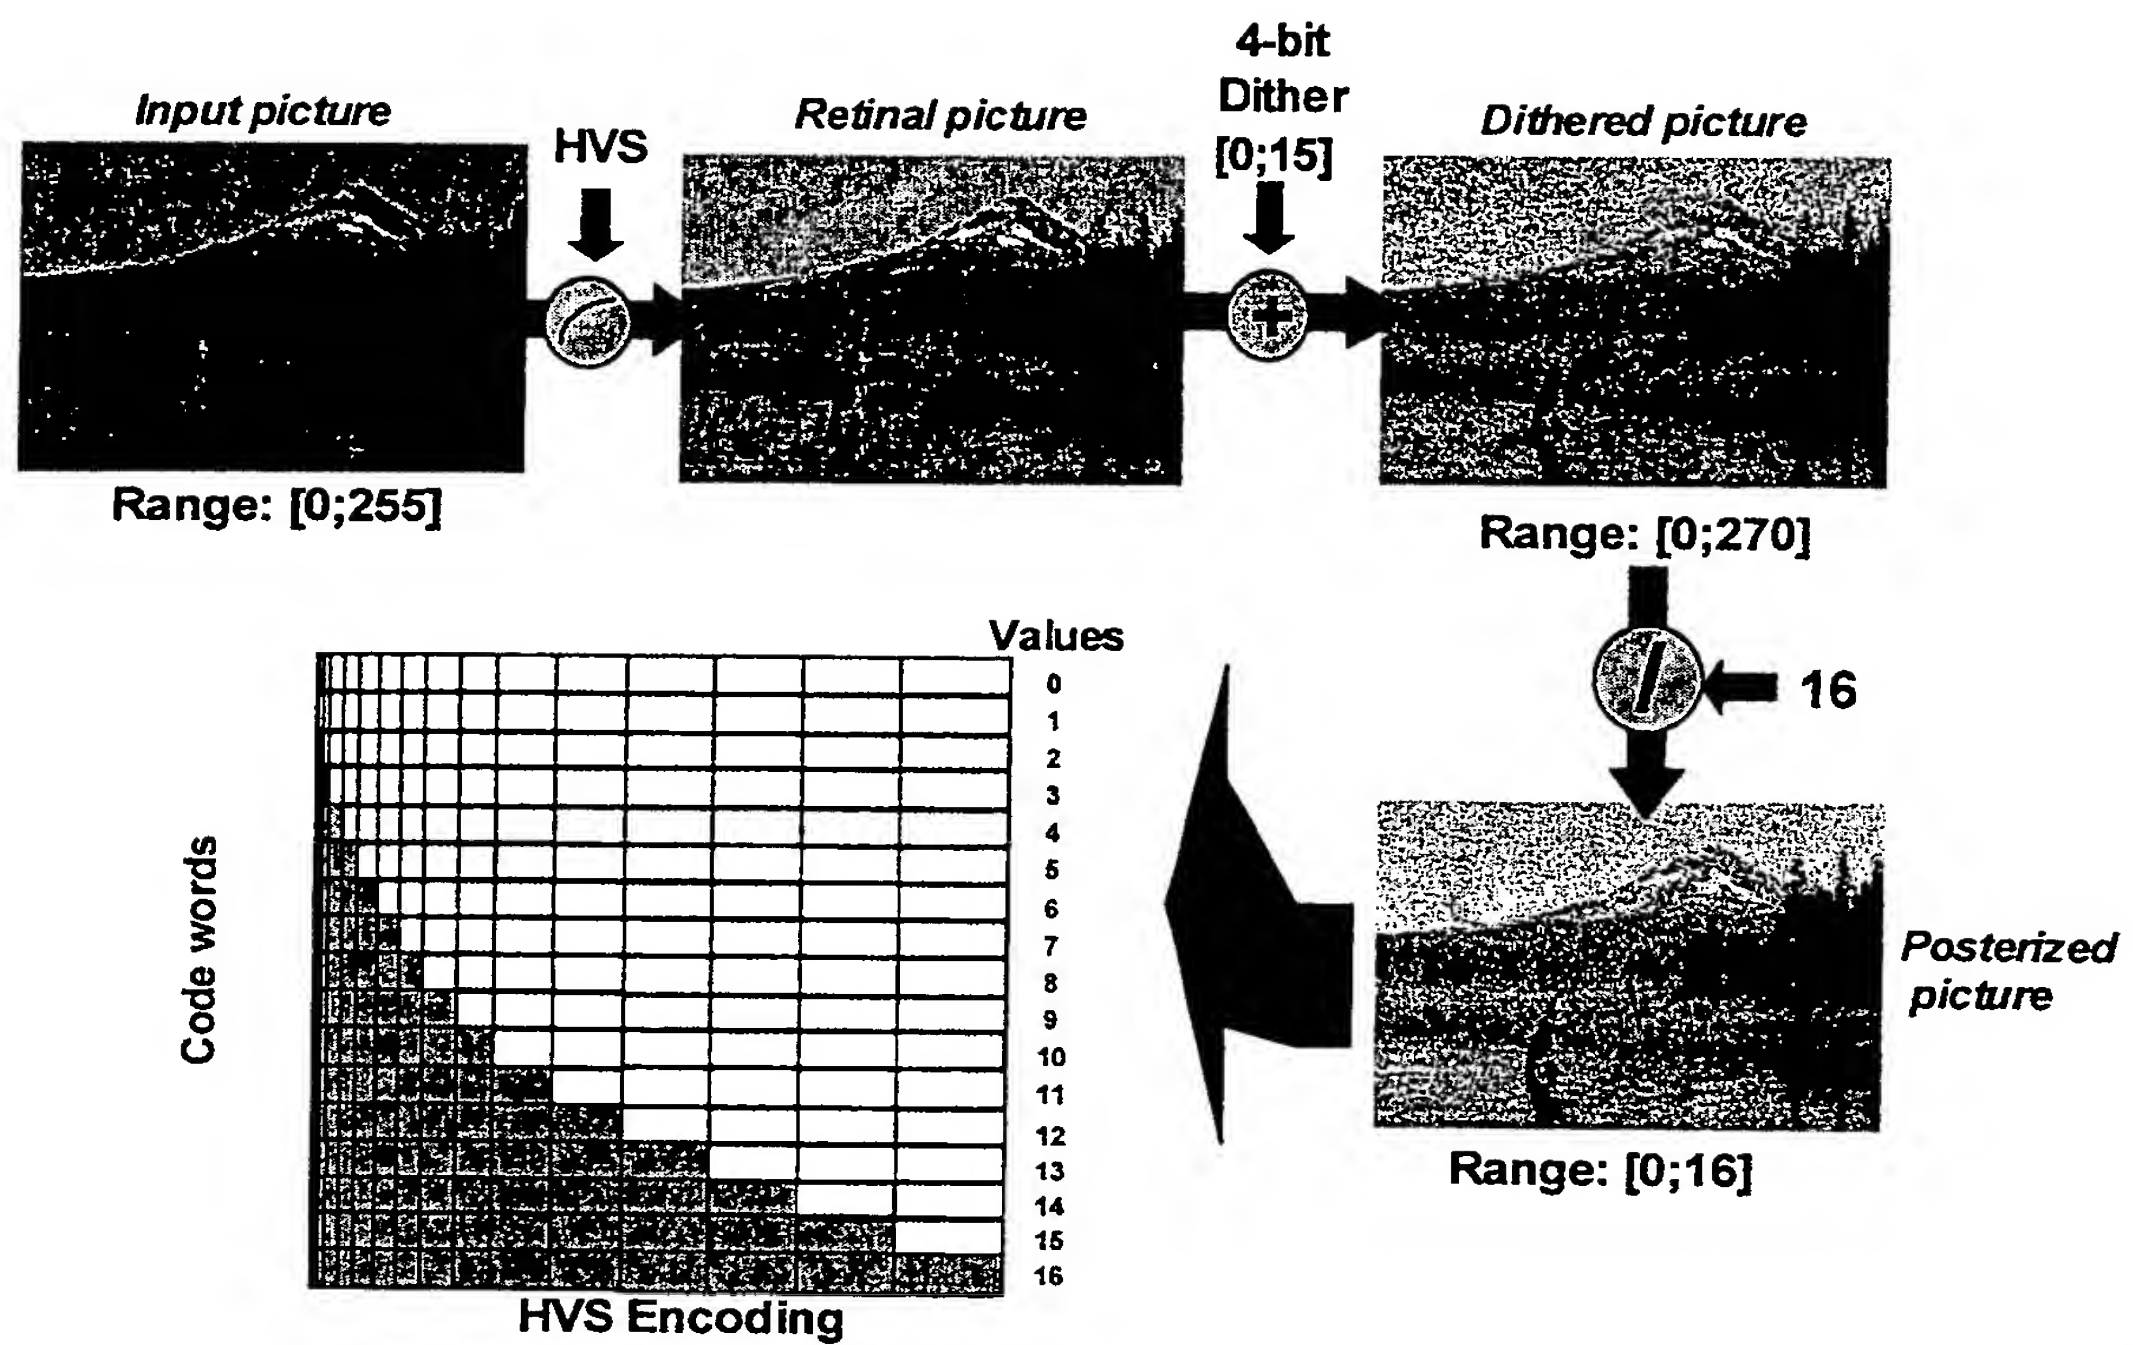 Input picture
HVS
Retinal picture
4-bit
Dither
[0;15]
Dithered picture
Range: [0;255]
Range: [0;270]
16
Values
0
1
2
3
4
5
6
7
8
9
10
11
12
13
14
15
16
Code words
HVS Encoding
Posterized
picture
Range: [0;16]